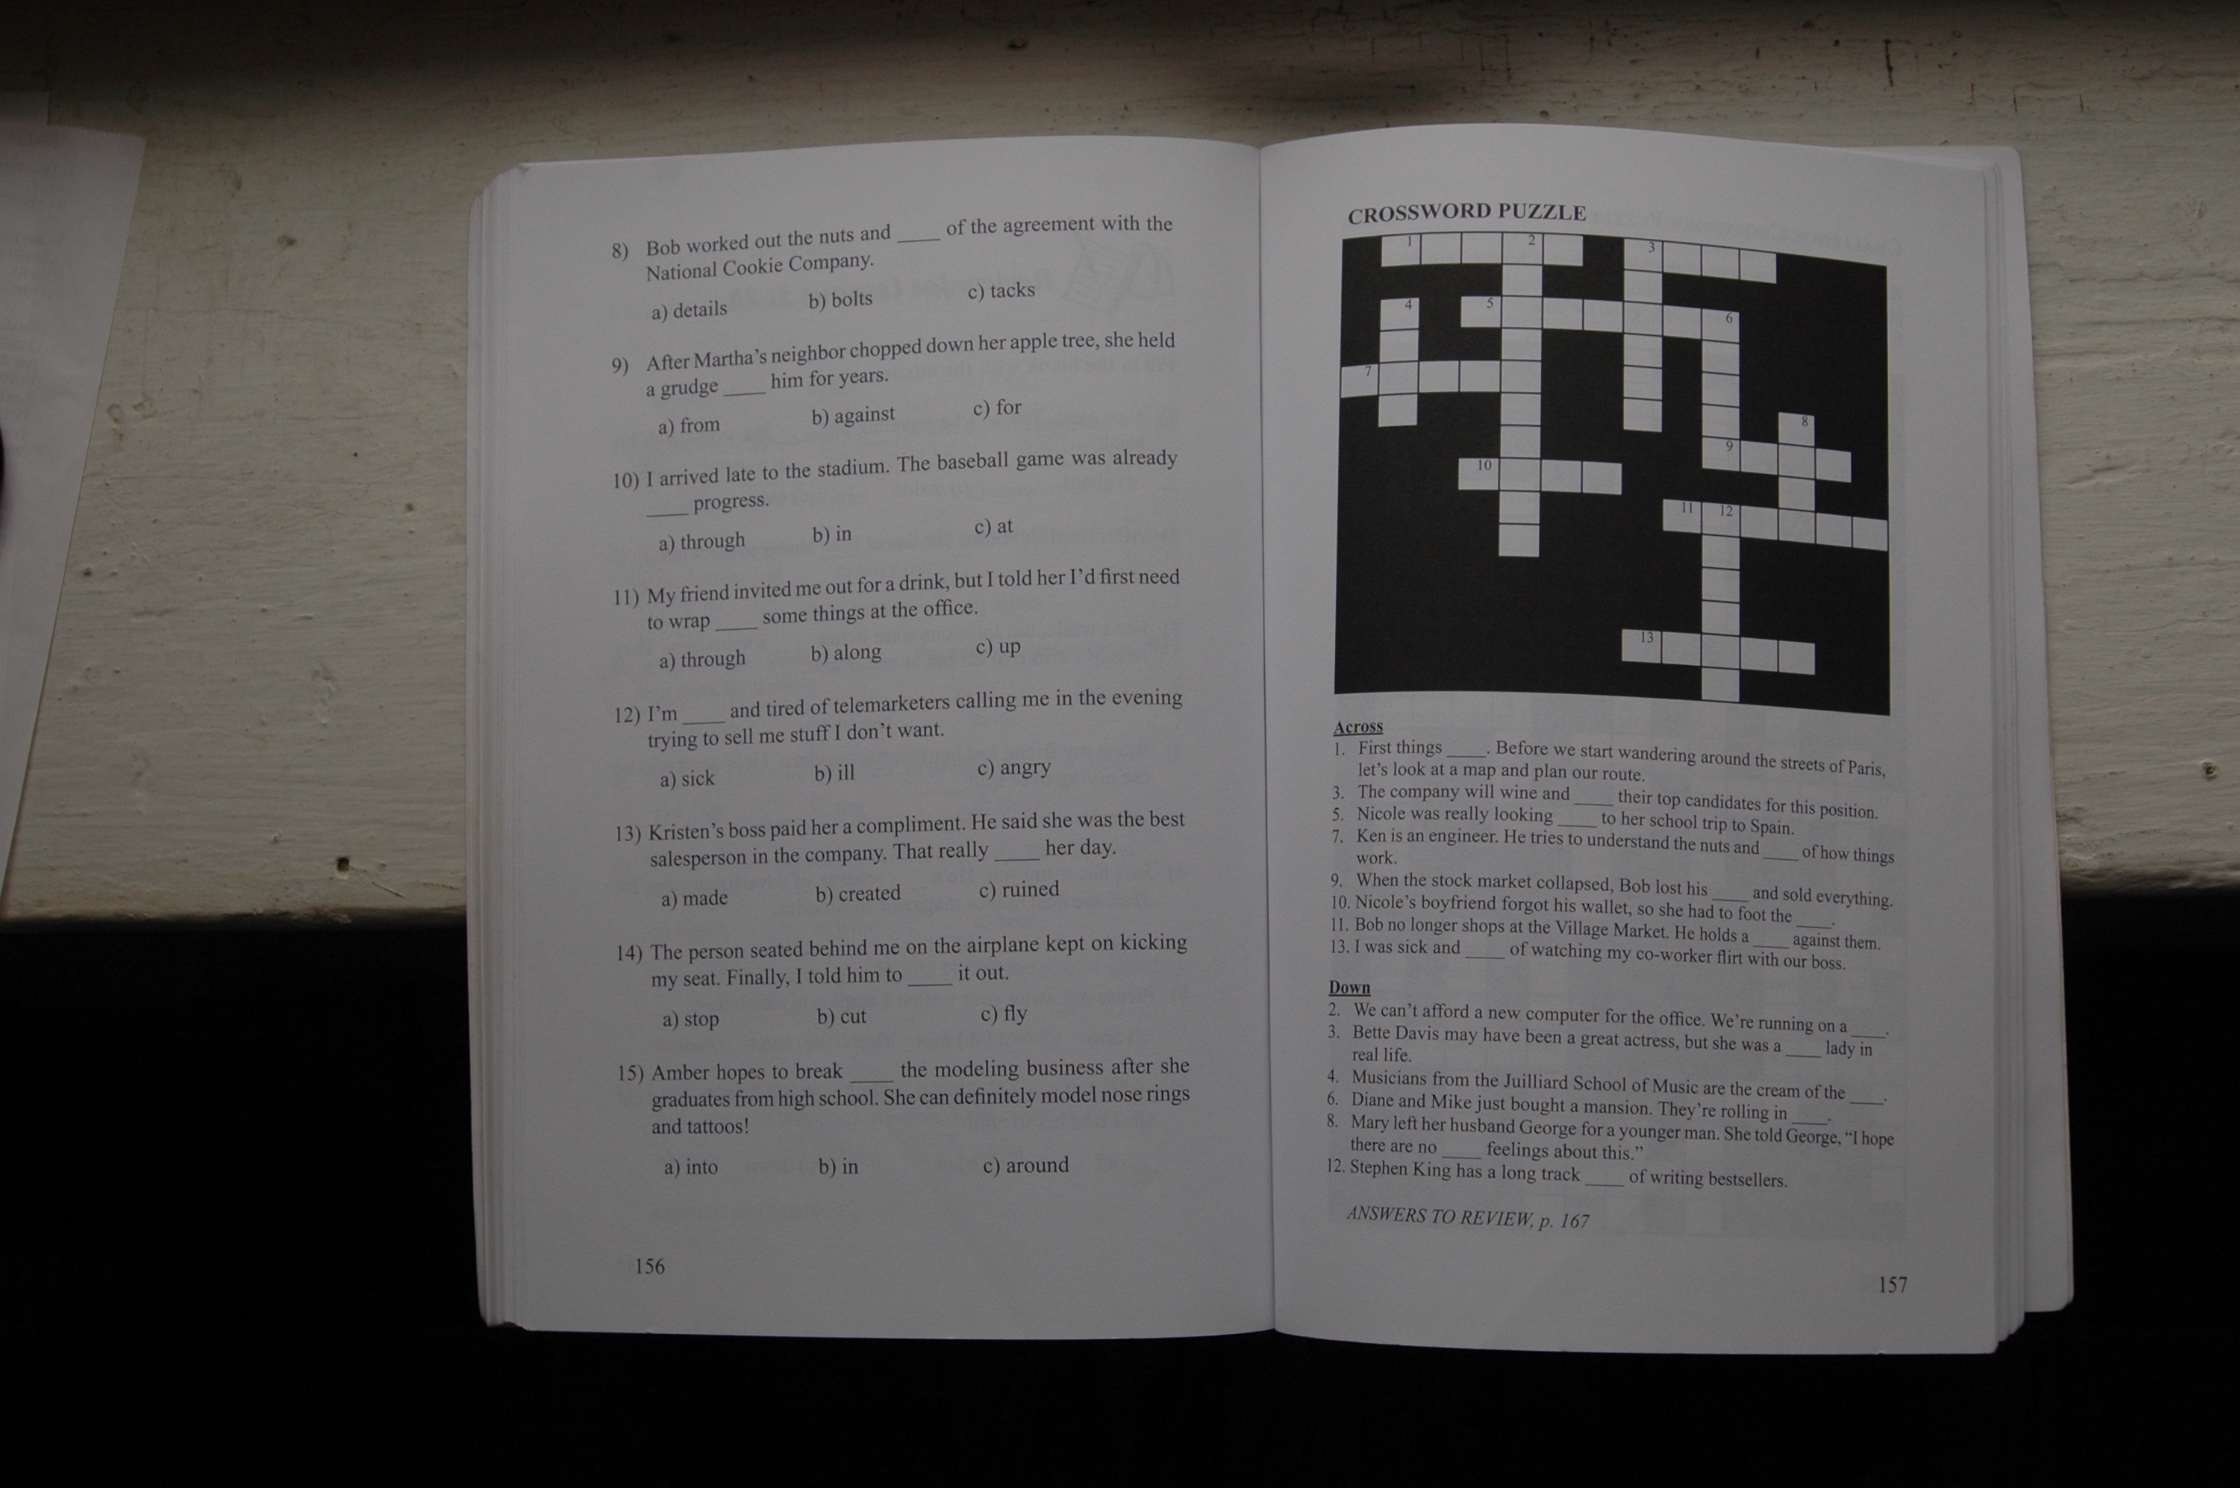 8) Bob worked out the nuts and ____ of the agreement with the
National Cookie Company.
a) details b) bolts c) tacks
9) After Martha's neighbor chopped down her apple tree, she held
a grudge ____ him for years.
a) from b) against c) for
10) I arrived late to the stadium. The baseball game was already
____ progress.
a) through b) in c) at
11) My friend invited me out for a drink, but I told her I'd first need
to wrap ____ some things at the office.
a) through b) along c) up
12) I'm ____ and tired of telemarketers calling me in the evening
trying to sell me stuff I don't want.
a) sick b) ill c) angry
13) Kristen's boss paid her a compliment. He said she was the best
salesperson in the company. That really ____ her day.
a) made b) created c) ruined
14) The person seated behind me on the airplane kept on kicking
my seat. Finally, I told him to ____ it out.
a) stop b) cut c) fly
15) Amber hopes to break ____ the modeling business after she
graduates from high school. She can definitely model nose rings
and tattoos!
a) into b) in c) around
156
CROSSWORD PUZZLE
1 2 3
4 5 6
7
8
9
10
11 12
13
Across
1. First things ____. Before we start wandering around the streets of Paris,
let's look at a map and plan our route.
3. The company will wine and ____ their top candidates for this position.
5. Nicole was really looking ____ to her school trip to Spain.
7. Ken is an engineer. He tries to understand the nuts and ____ of how things
work.
9. When the stock market collapsed, Bob lost his ____ and sold everything.
10. Nicole's boyfriend forgot his wallet, so she had to foot the ____.
11. Bob no longer shops at the Village Market. He holds a ____ against them.
13. I was sick and ____ of watching my co-worker flirt with our boss.
Down
2. We can't afford a new computer for the office. We're running on a ____.
3. Bette Davis may have been a great actress, but she was a ____ lady in
real life.
4. Musicians from the Juilliard School of Music are the cream of the ____.
6. Diane and Mike just bought a mansion. They're rolling in ____.
8. Mary left her husband George for a younger man. She told George, "I hope
there are no ____ feelings about this."
12. Stephen King has a long track ____ of writing bestsellers.
ANSWERS TO REVIEW, p. 167
157